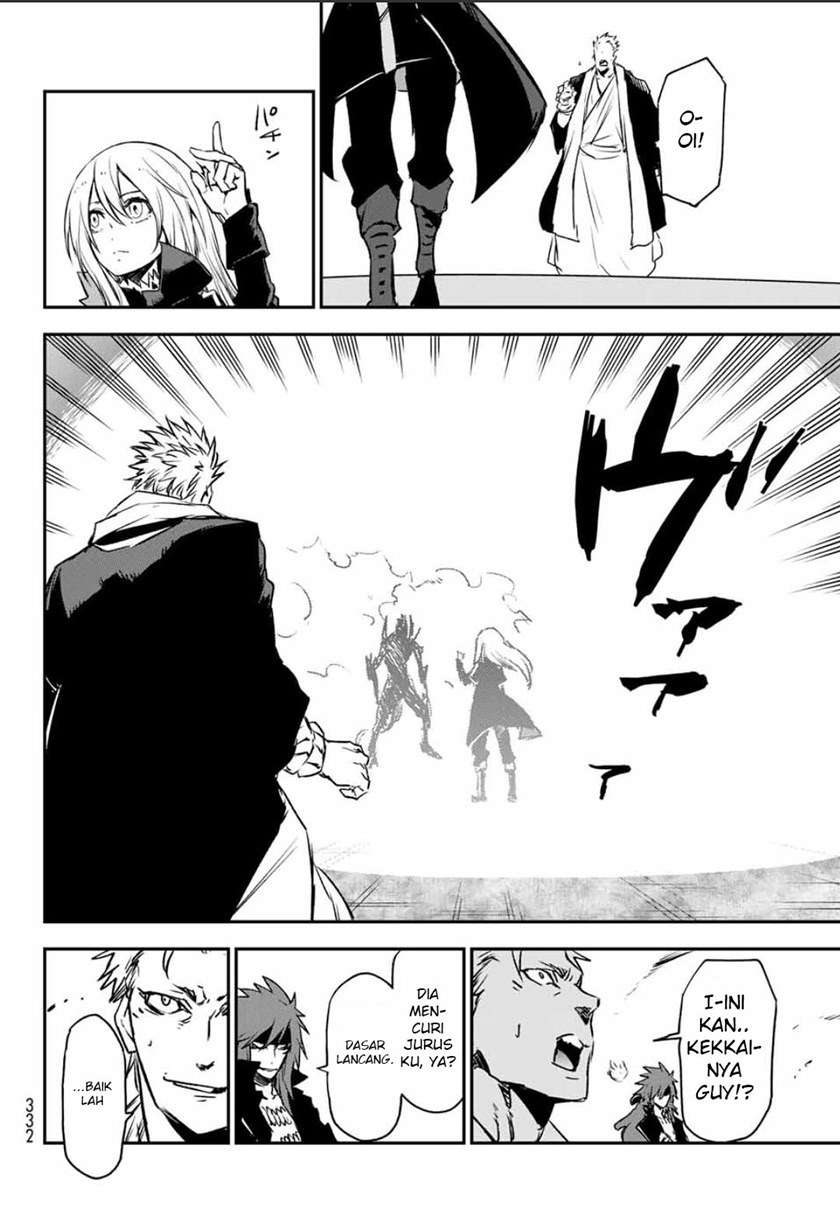 O-
OI!
パチン
ヴァァァ
I-INI
KAN..
KEKKAI-
NYA
GUY!?
DIA
MEN-
CURI
JURUS
KU, YA?
DASAR
LANCANG.
...BAIK
LAH
332